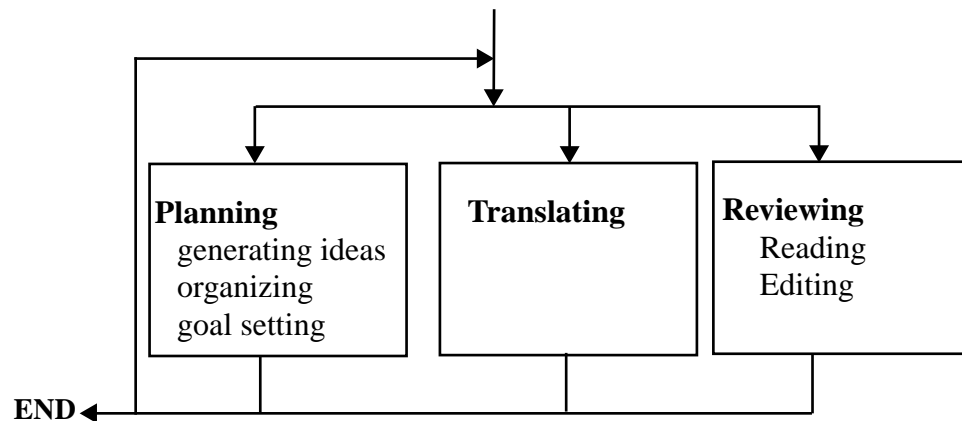 Planning
generating ideas
organizing
goal setting
Translating
Reviewing
Reading
Editing
END